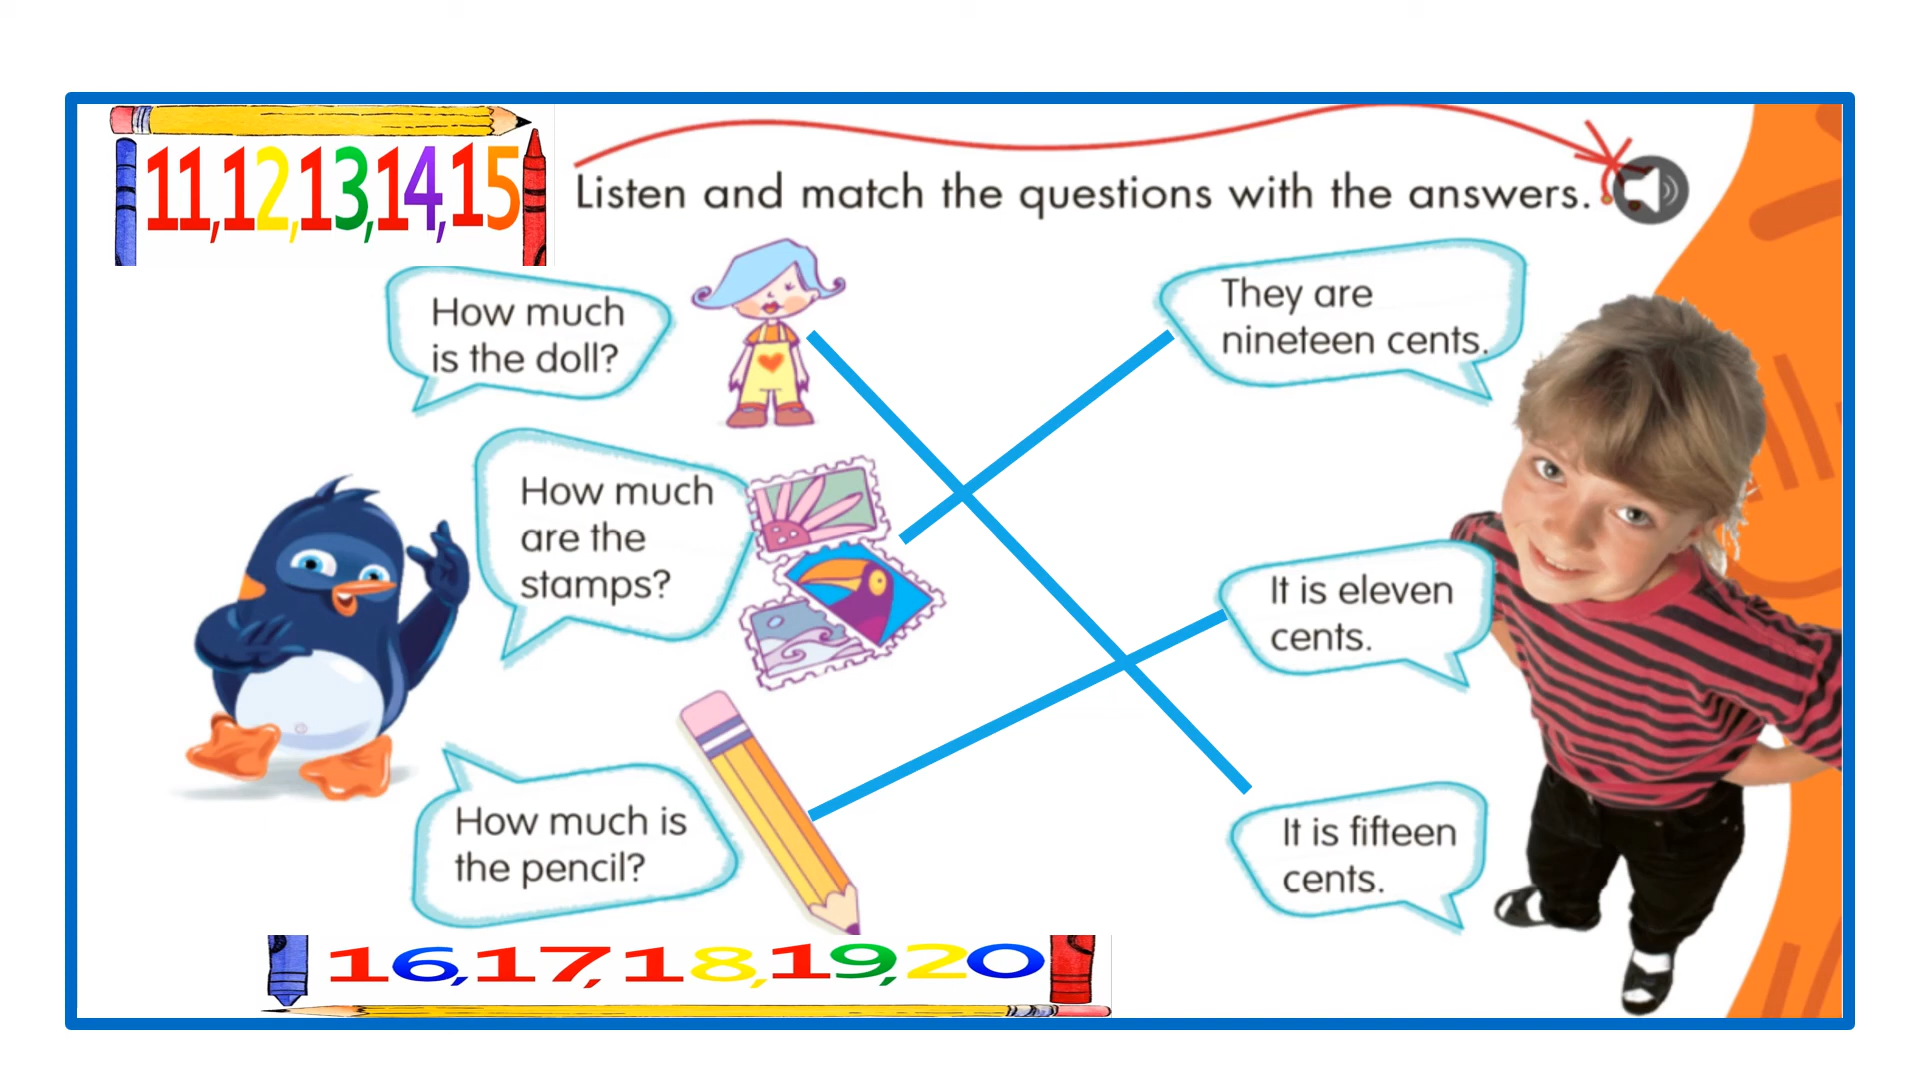 11,12,13,14,15
Listen and match the questions with the answers.
How much
is the doll?
They are
nineteen cents.
How much
are the
stamps?
It is eleven
cents.
How much is
the pencil?
It is fifteen
cents.
16,17,18,19,20